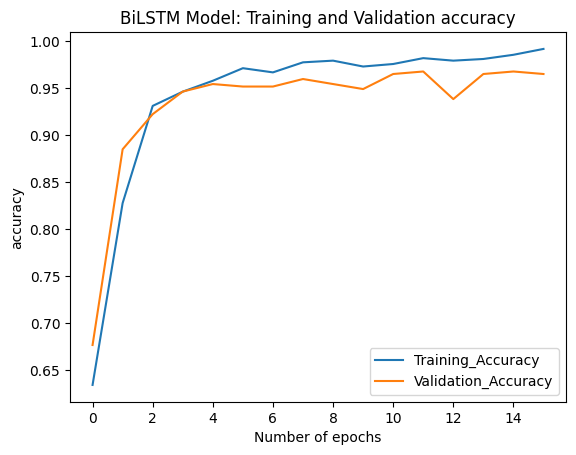 BiLSTM Model: Training and Validation accuracy
1.00
0.95
0.90
0.85
0.80
0.75
0.70
0.65
accuracy
Training_Accuracy
Validation_Accuracy
0 2 4 6 8 10 12 14
Number of epochs